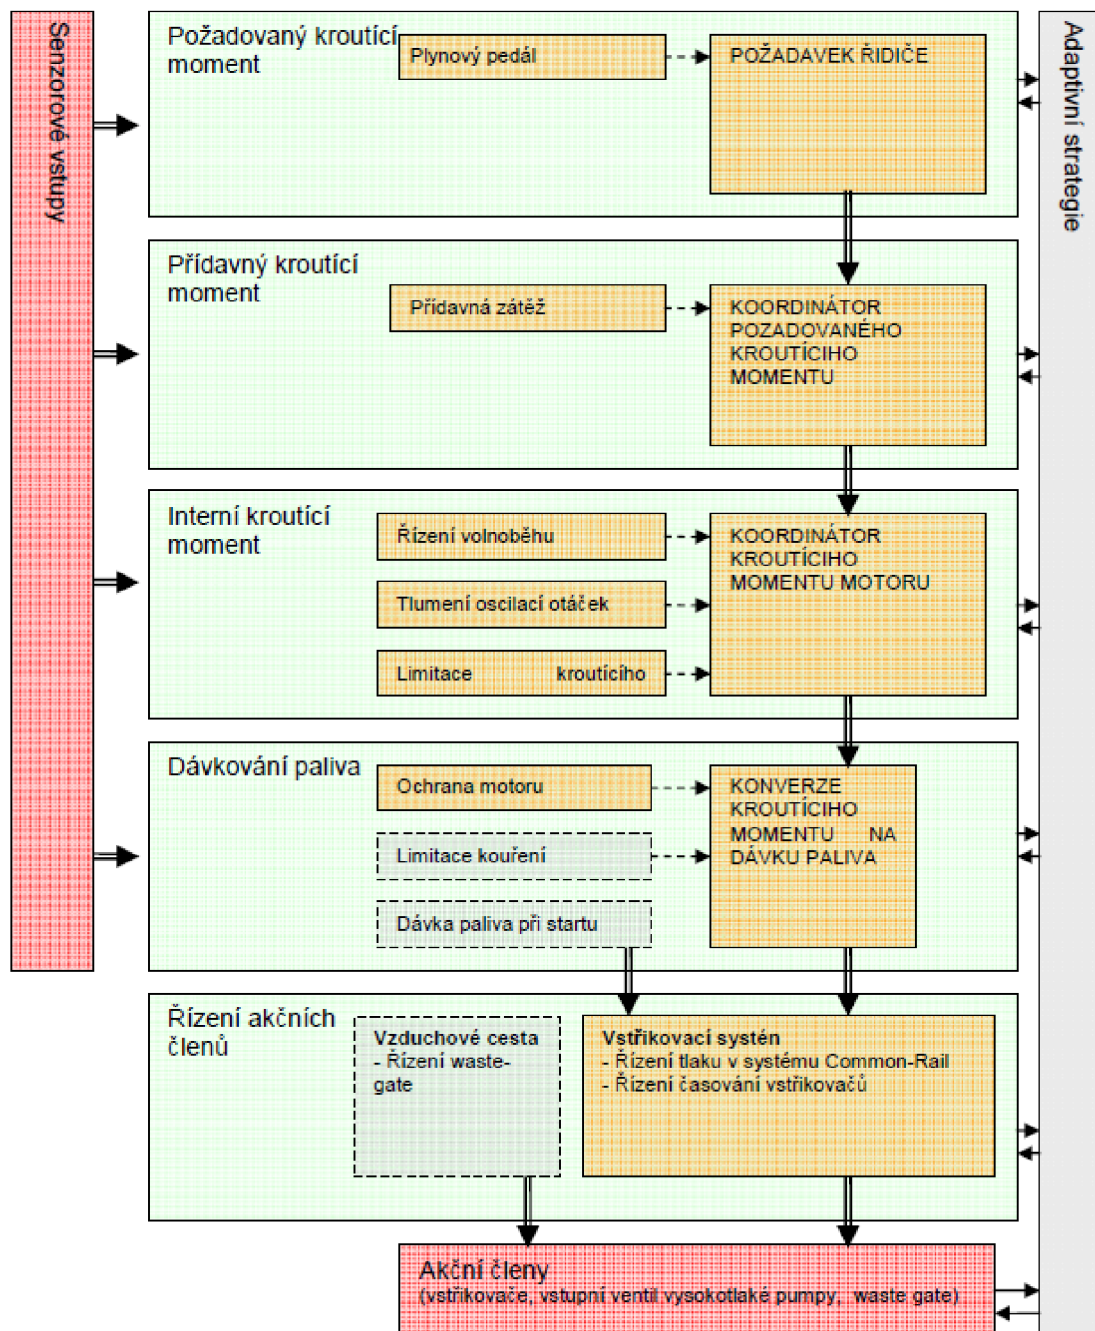 Senzorové vstupy
Požadovaný kroutící
moment
Plynový pedál
POŽADAVEK ŘIDIČE
Adaptivní strategie
Přídavný kroutící
moment
Přídavná zátěž
KOORDINÁTOR
POZADOVANÉHO
KROUTÍCIHO
MOMENTU
Interní kroutící
moment
Řízení volnoběhu
Tlumení oscilací otáček
Limitace kroutícího
KOORDINÁTOR
KROUTÍCIHO
MOMENTU MOTORU
Dávkování paliva
Ochrana motoru
Limitace kouření
Dávka paliva při startu
KONVERZE
KROUTÍCIHO
MOMENTU NA
DÁVKU PALIVA
Řízení akčních
členů
Vzduchové cesta
- Řízení waste-
gate
Vstřikovací systén
- Řízení tlaku v systému Common-Rail
- Řízení časování vstřikovačů
Akční členy
(vstřikovače, vstupní ventil vysokotlaké pumpy, waste gate)